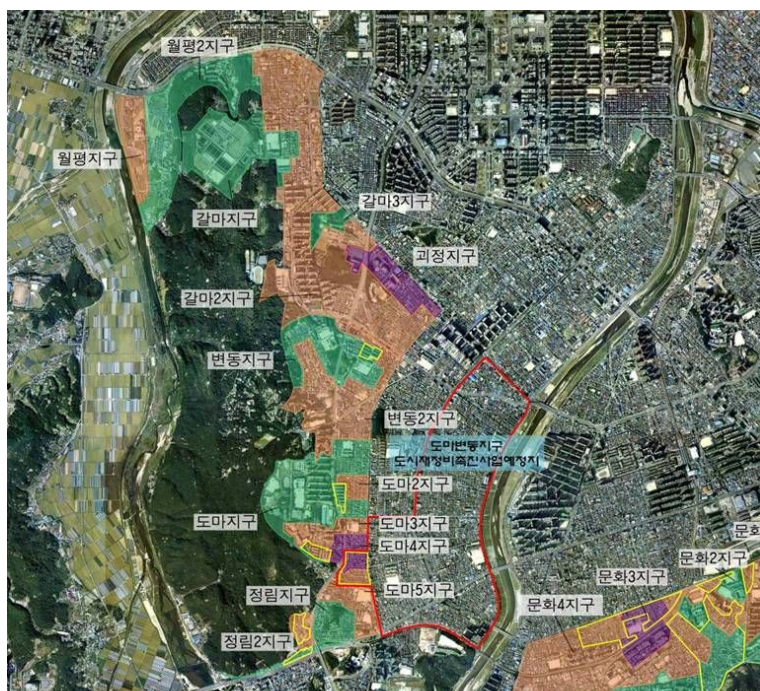 월평2지구
월평지구
갈마지구
갈마3지구
괴정지구
갈마2지구
변동지구
변동2지구
도마변동지구
도시재정비촉진사업예정지
도마2지구
도마지구
도마3지구
도마4지구
도마5지구
정림지구
정림2지구
문화
문화2지구
문화3지구
문화4지구